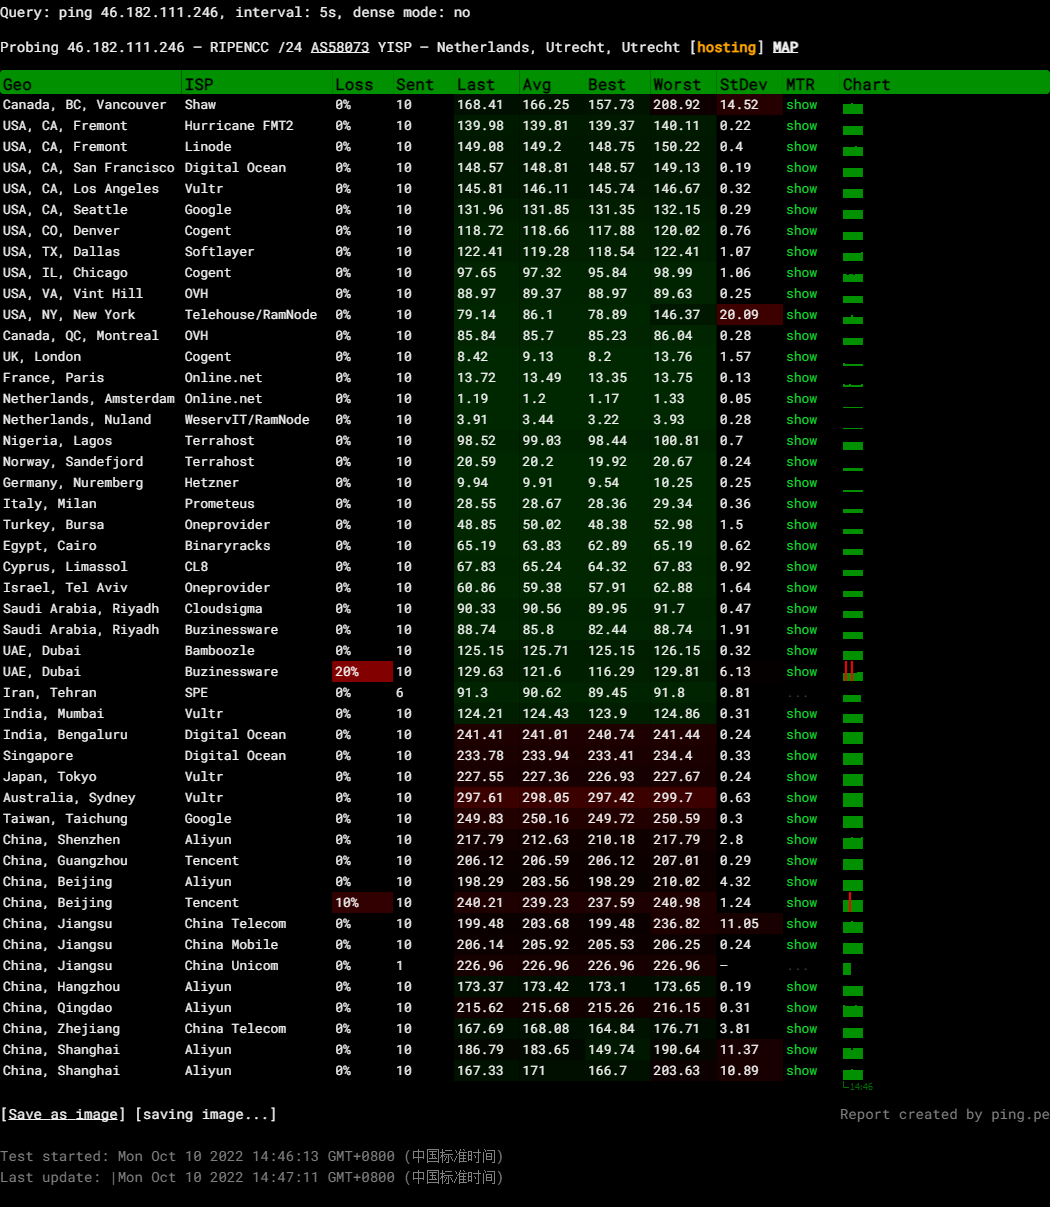 Query: ping 46.182.111.246, interval: 5s, dense mode: no
Probing 46.182.111.246 — RIPENCC /24 AS58073 YISP — Netherlands, Utrecht, Utrecht [hosting] MAP
Geo ISP Loss Sent Last Avg Best Worst StDev MTR Chart
Canada, BC, Vancouver Shaw 0% 10 168.41 166.25 157.73 208.92 14.52 show
USA, CA, Fremont Hurricane FMT2 0% 10 139.98 139.81 139.37 140.11 0.22 show
USA, CA, Fremont Linode 0% 10 149.08 149.2 148.75 150.22 0.4 show
USA, CA, San Francisco Digital Ocean 0% 10 148.57 148.81 148.57 149.13 0.19 show
USA, CA, Los Angeles Vultr 0% 10 145.81 146.11 145.74 146.67 0.32 show
USA, CA, Seattle Google 0% 10 131.96 131.85 131.35 132.15 0.29 show
USA, CO, Denver Cogent 0% 10 118.72 118.66 117.88 120.02 0.76 show
USA, TX, Dallas Softlayer 0% 10 122.41 119.28 118.54 122.41 1.07 show
USA, IL, Chicago Cogent 0% 10 97.65 97.32 95.84 98.99 1.06 show
USA, VA, Vint Hill OVH 0% 10 88.97 89.37 88.97 89.63 0.25 show
USA, NY, New York Telehouse/RamNode 0% 10 79.14 86.1 78.89 146.37 20.09 show
Canada, QC, Montreal OVH 0% 10 85.84 85.7 85.23 86.04 0.28 show
UK, London Cogent 0% 10 8.42 9.13 8.2 13.76 1.57 show
France, Paris Online.net 0% 10 13.72 13.49 13.35 13.75 0.13 show
Netherlands, Amsterdam Online.net 0% 10 1.19 1.2 1.17 1.33 0.05 show
Netherlands, Nuland WeservIT/RamNode 0% 10 3.91 3.44 3.22 3.93 0.28 show
Nigeria, Lagos Terrahost 0% 10 98.52 99.03 98.44 100.81 0.7 show
Norway, Sandefjord Terrahost 0% 10 20.59 20.2 19.92 20.67 0.24 show
Germany, Nuremberg Hetzner 0% 10 9.94 9.91 9.54 10.25 0.25 show
Italy, Milan Prometeus 0% 10 28.55 28.67 28.36 29.34 0.36 show
Turkey, Bursa Oneprovider 0% 10 48.85 50.02 48.38 52.98 1.5 show
Egypt, Cairo Binaryracks 0% 10 65.19 63.83 62.89 65.19 0.62 show
Cyprus, Limassol CL8 0% 10 67.83 65.24 64.32 67.83 0.92 show
Israel, Tel Aviv Oneprovider 0% 10 60.86 59.38 57.91 62.88 1.64 show
Saudi Arabia, Riyadh Cloudsigma 0% 10 90.33 90.56 89.95 91.7 0.47 show
Saudi Arabia, Riyadh Buzinessware 0% 10 88.74 85.8 82.44 88.74 1.91 show
UAE, Dubai Bamboozle 0% 10 125.15 125.71 125.15 126.15 0.32 show
UAE, Dubai Buzinessware 20% 10 129.63 121.6 116.29 129.81 6.13 show
Iran, Tehran SPE 0% 6 91.3 90.62 89.45 91.8 0.81 ...
India, Mumbai Vultr 0% 10 124.21 124.43 123.9 124.86 0.31 show
India, Bengaluru Digital Ocean 0% 10 241.41 241.01 240.74 241.44 0.24 show
Singapore Digital Ocean 0% 10 233.78 233.94 233.41 234.4 0.33 show
Japan, Tokyo Vultr 0% 10 227.55 227.36 226.93 227.67 0.24 show
Australia, Sydney Vultr 0% 10 297.61 298.05 297.42 299.7 0.63 show
Taiwan, Taichung Google 0% 10 249.83 250.16 249.72 250.59 0.3 show
China, Shenzhen Aliyun 0% 10 217.79 212.63 210.18 217.79 2.8 show
China, Guangzhou Tencent 0% 10 206.12 206.59 206.12 207.01 0.29 show
China, Beijing Aliyun 0% 10 198.29 203.56 198.29 210.02 4.32 show
China, Beijing Tencent 10% 10 240.21 239.23 237.59 240.98 1.24 show
China, Jiangsu China Telecom 0% 10 199.48 203.68 199.48 236.82 11.05 show
China, Jiangsu China Mobile 0% 10 206.14 205.92 205.53 206.25 0.24 show
China, Jiangsu China Unicom 0% 1 226.96 226.96 226.96 226.96 – ...
China, Hangzhou Aliyun 0% 10 173.37 173.42 173.1 173.65 0.19 show
China, Qingdao Aliyun 0% 10 215.62 215.68 215.26 216.15 0.31 show
China, Zhejiang China Telecom 0% 10 167.69 168.08 164.84 176.71 3.81 show
China, Shanghai Aliyun 0% 10 186.79 183.65 149.74 190.64 11.37 show
China, Shanghai Aliyun 0% 10 167.33 171 166.7 203.63 10.89 show
14:46
[Save as image] [saving image...] Report created by ping.pe
Test started: Mon Oct 10 2022 14:46:13 GMT+0800 (中国标准时间)
Last update: |Mon Oct 10 2022 14:47:11 GMT+0800 (中国标准时间)